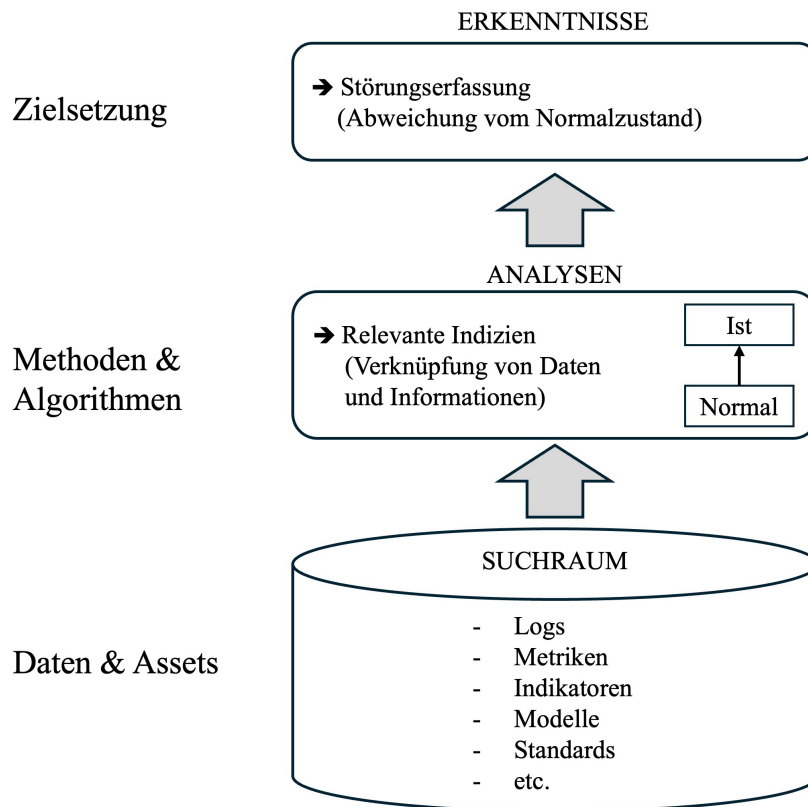 ERKENNTNISSE
Zielsetzung
➔ Störungserfassung
(Abweichung vom Normalzustand)
ANALYSEN
Methoden &
Algorithmen
➔ Relevante Indizien
(Verknüpfung von Daten
und Informationen)
Ist
Normal
SUCHRAUM
Daten & Assets
- Logs
- Metriken
- Indikatoren
- Modelle
- Standards
- etc.